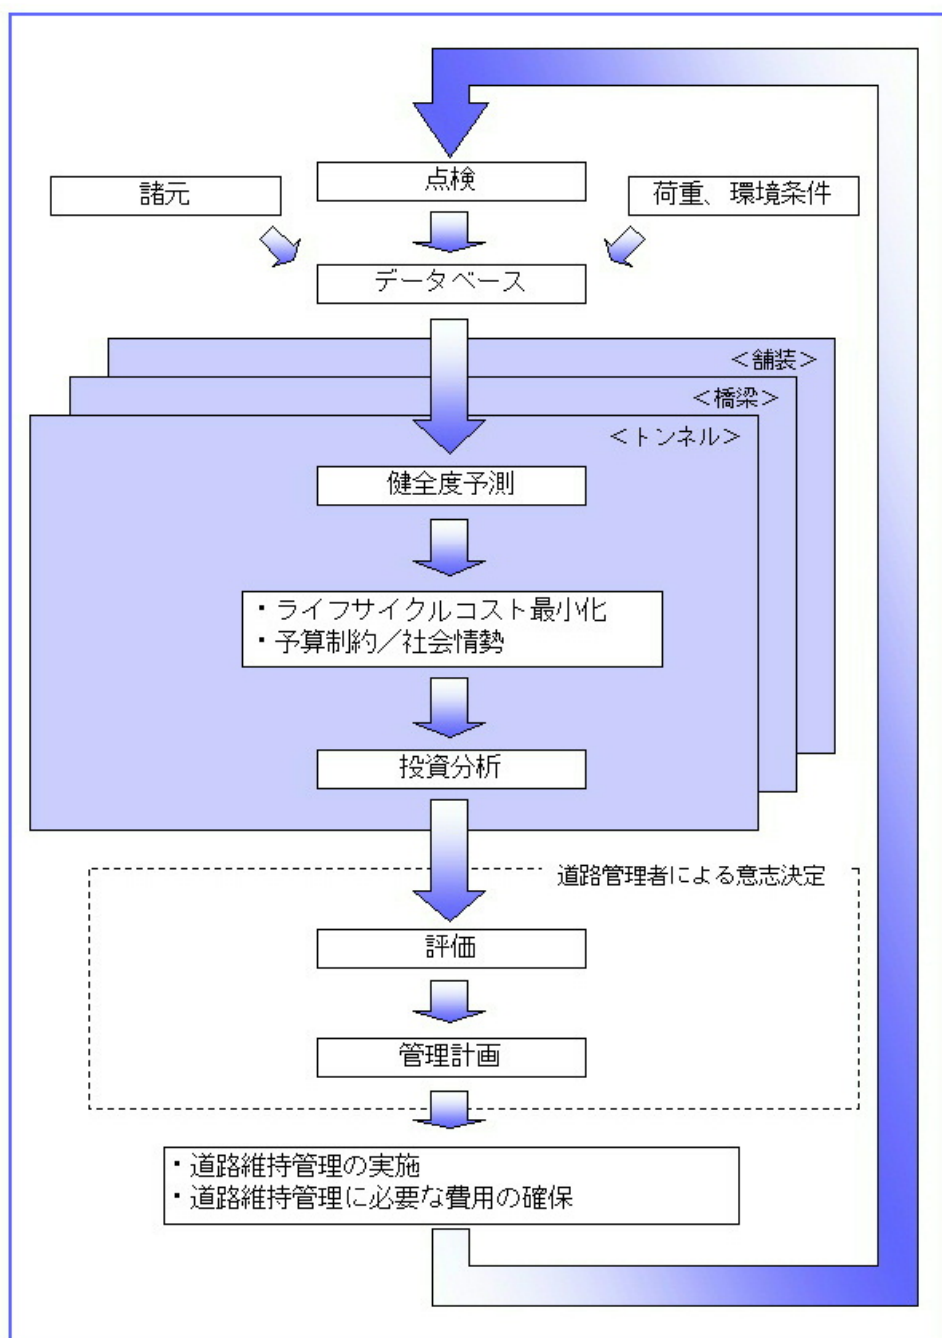 点検
諸元
荷重、環境条件
データベース
＜舗装＞
＜橋梁＞
＜トンネル＞
健全度予測
・ライフサイクルコスト最小化
・予算制約／社会情勢
投資分析
道路管理者による意志決定
評価
管理計画
・道路維持管理の実施
・道路維持管理に必要な費用の確保